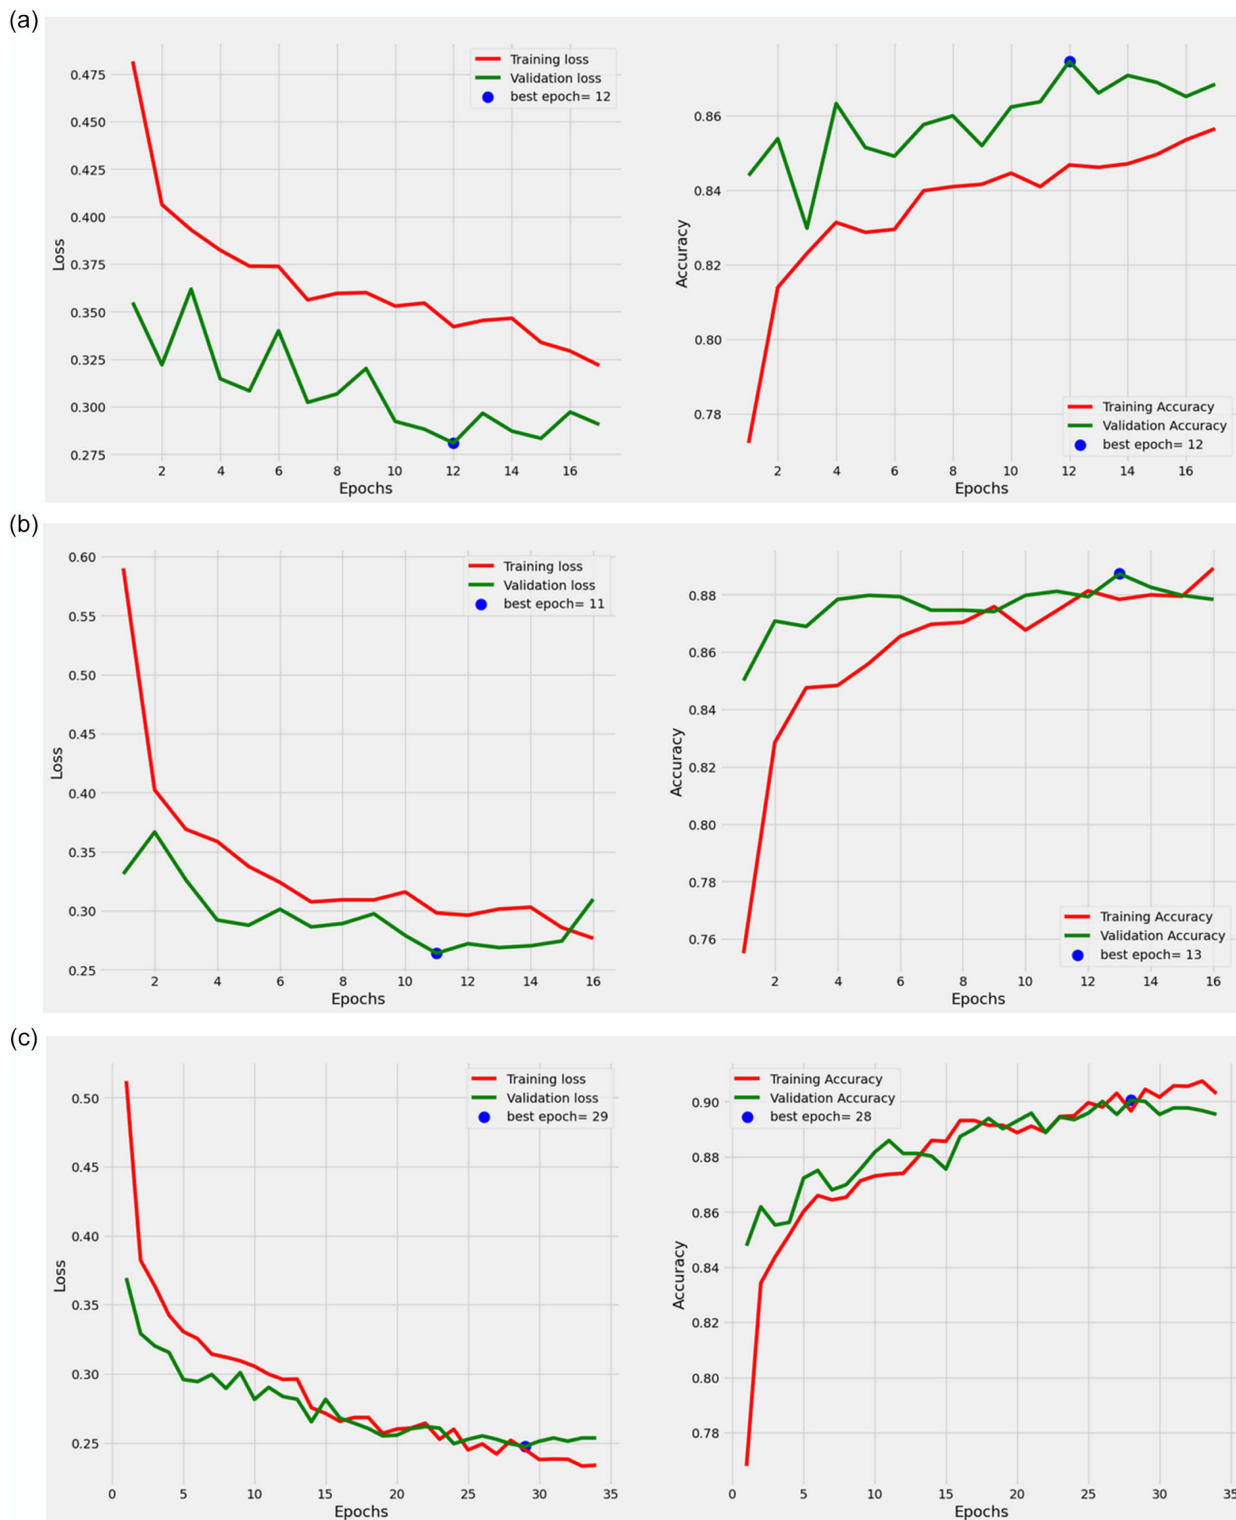 (a)
Training loss
Validation loss
best epoch= 12
0.475
0.450
0.425
0.400
0.375
0.350
0.325
0.300
0.275
Loss
2 4 6 8 10 12 14 16
Epochs
0.86
0.84
0.82
0.80
0.78
Accuracy
Training Accuracy
Validation Accuracy
best epoch= 12
2 4 6 8 10 12 14 16
Epochs
(b)
Training loss
Validation loss
best epoch= 11
0.60
0.55
0.50
0.45
0.40
0.35
0.30
0.25
Loss
2 4 6 8 10 12 14 16
Epochs
0.88
0.86
0.84
0.82
0.80
0.78
0.76
Accuracy
Training Accuracy
Validation Accuracy
best epoch= 13
2 4 6 8 10 12 14 16
Epochs
(c)
Training loss
Validation loss
best epoch= 29
0.50
0.45
0.40
0.35
0.30
0.25
Loss
0 5 10 15 20 25 30 35
Epochs
Training Accuracy
Validation Accuracy
best epoch= 28
0.90
0.88
0.86
0.84
0.82
0.80
0.78
Accuracy
0 5 10 15 20 25 30 35
Epochs